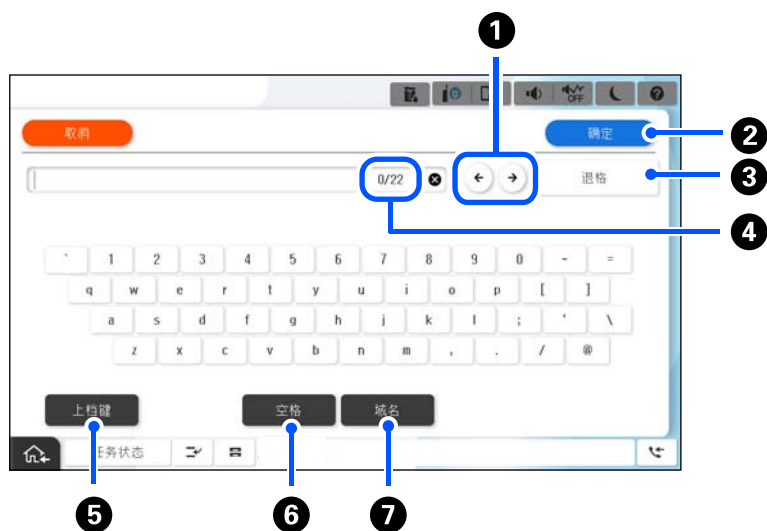 1
OFF
取消
确定
2
0/22
退格
3
4
` 1 2 3 4 5 6 7 8 9 0 - =
q w e r t y u i o p [ ]
a s d f g h j k l ; ' \
z x c v b n m , . / @
上档键
空格
域名
任务状态
5
6
7